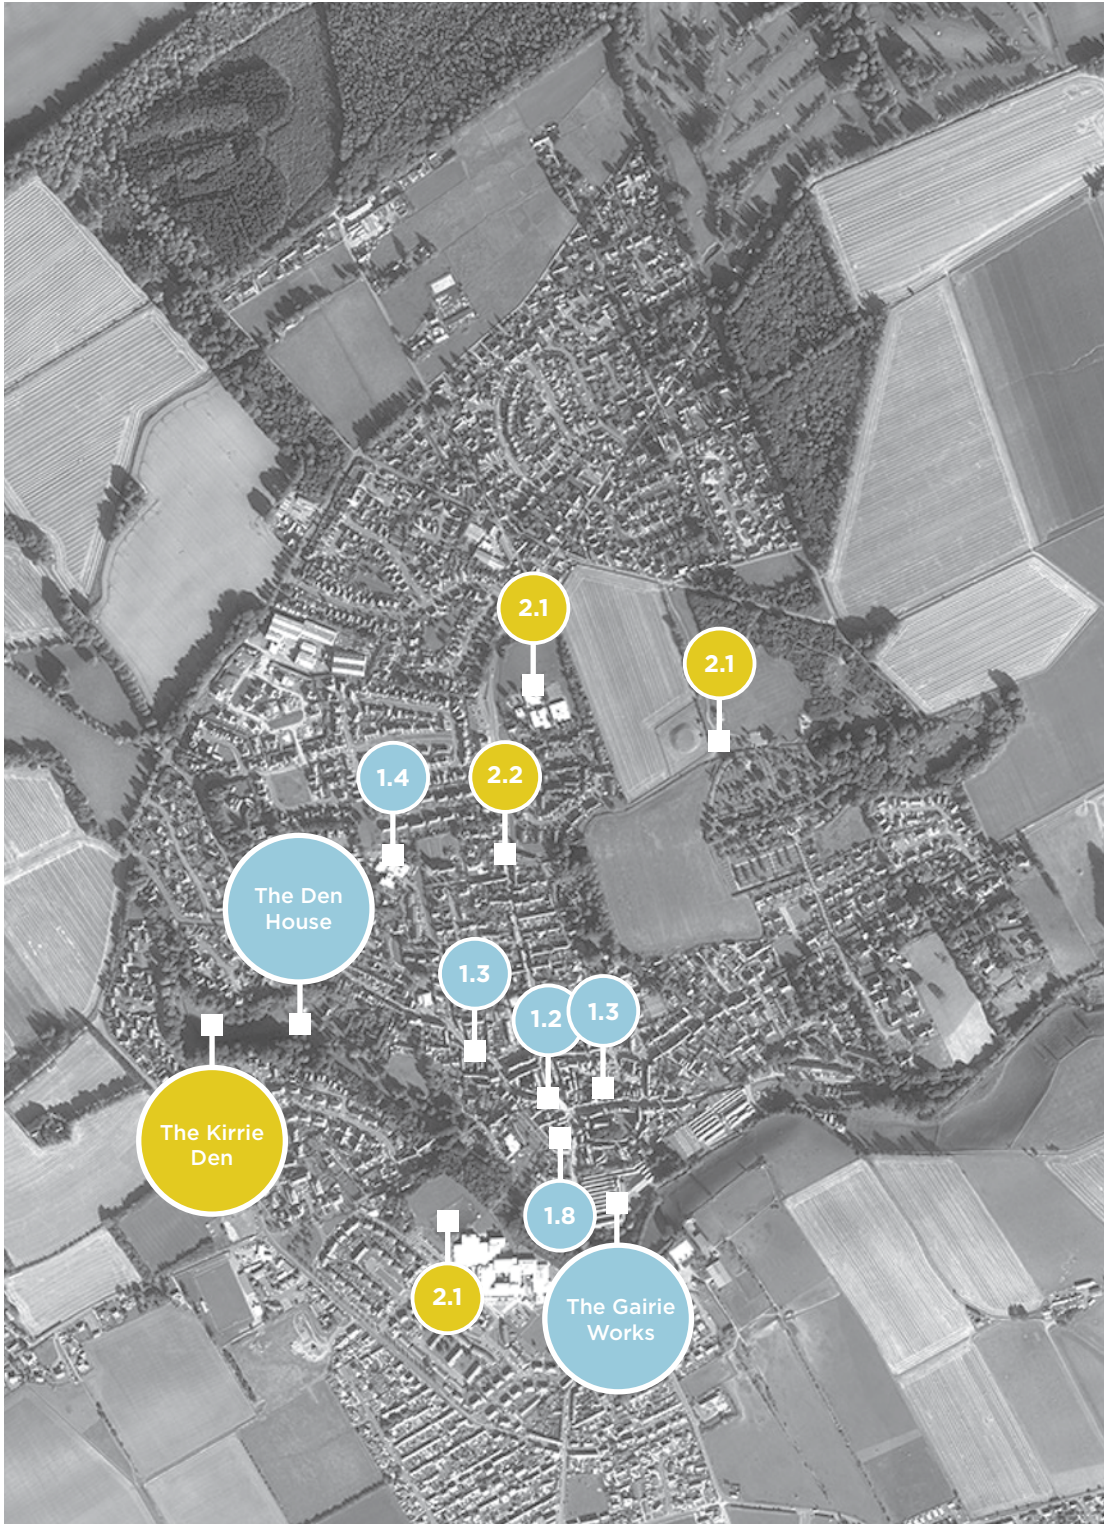 2.1
2.1
1.4
2.2
The Den
House
1.3
1.2
1.3
The Kirrie
Den
1.8
2.1
The Gairie
Works